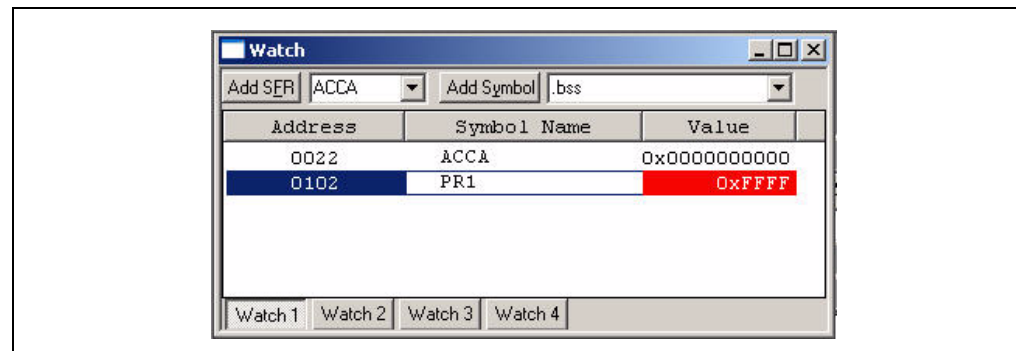 Watch
Add SFR ACCA Add Symbol .bss
Address Symbol Name Value
0022 ACCA 0x0000000000
0102 PR1 0xFFFF
Watch 1 Watch 2 Watch 3 Watch 4